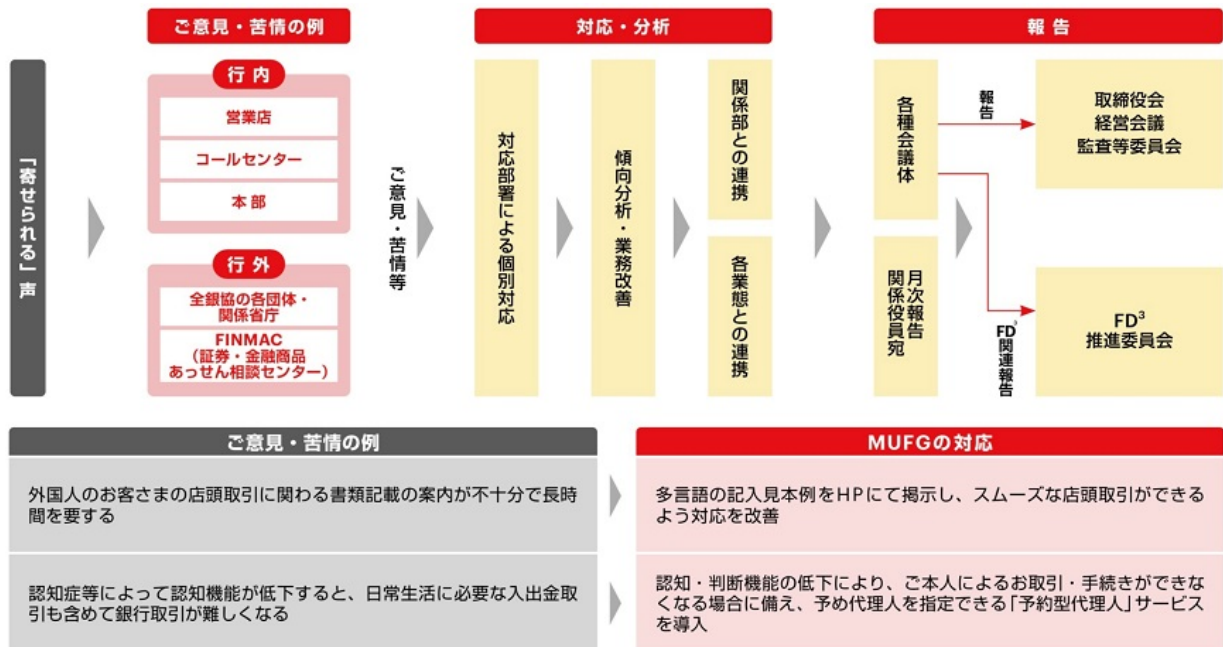 ご意見・苦情の例
対応・分析
報告
「寄せられる」声
行内
営業店
コールセンター
本部
行外
全銀協の各団体・
関係省庁
FINMAC
（証券・金融商品
あっせん相談センター）
ご意見・苦情等
対応部署による個別対応
傾向分析・業務改善
関係部との連携
各業態との連携
各種会議体
月次報告
関係役員宛
報告
取締役会
経営会議
監査等委員会
FD³
関連報告
FD³
推進委員会
ご意見・苦情の例
MUFGの対応
外国人のお客さまの店頭取引に関わる書類記載の案内が不十分で長時
間を要する
多言語の記入見本例をHPにて掲示し、スムーズな店頭取引ができる
よう対応を改善
認知症等によって認知機能が低下すると、日常生活に必要な入出金取
引も含めて銀行取引が難しくなる
認知・判断機能の低下により、ご本人によるお取引・手続きができな
くなる場合に備え、予め代理人を指定できる「予約型代理人」サービス
を導入